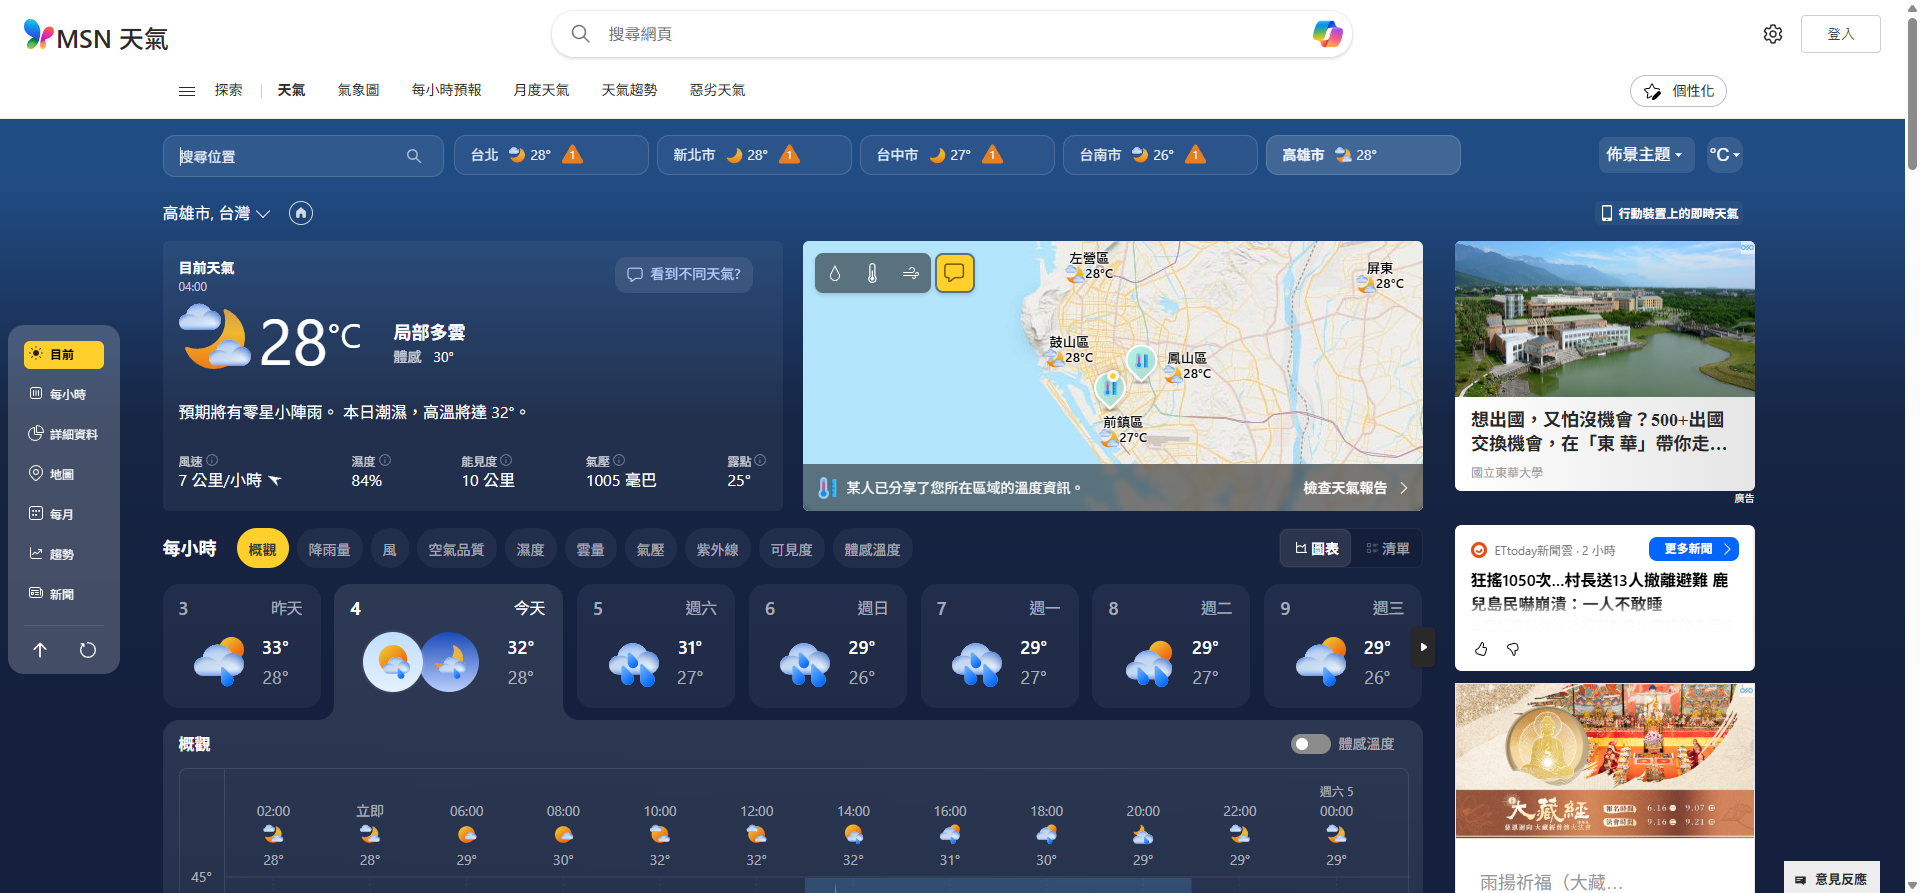 MSN 天氣
搜尋網頁
登入
探索
天氣
氣象圖
每小時預報
月度天氣
天氣趨勢
惡劣天氣
個性化
搜尋位置
台北 28° 1
新北市 28° 1
台中市 27° 1
台南市 26° 1
高雄市 28°
佈景主題
°C
高雄市, 台灣
行動裝置上的即時天氣
目前
每小時
詳細資料
地圖
每月
趨勢
新聞
目前天氣
04:00
看到不同天氣?
28°C
局部多雲
體感 30°
預期將有零星小陣雨。 本日潮濕，高溫將達 32°。
風速
7 公里/小時
濕度
84%
能見度
10 公里
氣壓
1005 毫巴
露點
25°
左營區
28°C
屏東
28°C
鼓山區
28°C
鳳山區
28°C
前鎮區
27°C
某人已分享了您所在區域的溫度資訊。
檢查天氣報告
想出國，又怕沒機會？500+出國
交換機會，在「東 華」帶你走...
國立東華大學
廣告
ETtoday新聞雲 · 2 小時
更多新聞
狂搖1050次...村長送13人撤離避難 鹿
兒島民嚇崩潰：一人不敢睡
每小時
概觀
降雨量
風
空氣品質
濕度
雲量
氣壓
紫外線
可見度
體感溫度
圖表
清單
3 昨天
33°
28°
4 今天
32°
28°
5 週六
31°
27°
6 週日
29°
26°
7 週一
29°
27°
8 週二
29°
27°
9 週三
29°
26°
概觀
體感溫度
週六 5
02:00 立即 06:00 08:00 10:00 12:00 14:00 16:00 18:00 20:00 22:00 00:00
28° 28° 29° 30° 32° 32° 32° 31° 30° 29° 29° 29°
45°
大藏經
6.16 9.07
9.16 9.21
雨揚祈福（大藏...
意見反應